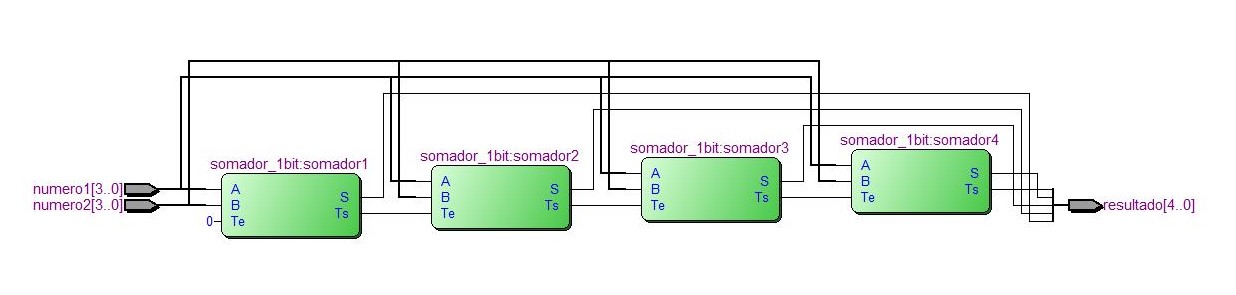 somador_1bit:somador1
A
B
Te
S
Ts
somador_1bit:somador2
A
B
Te
S
Ts
somador_1bit:somador3
A
B
Te
S
Ts
somador_1bit:somador4
A
B
Te
S
Ts
numero1[3..0]
numero2[3..0]
0
resultado[4..0]